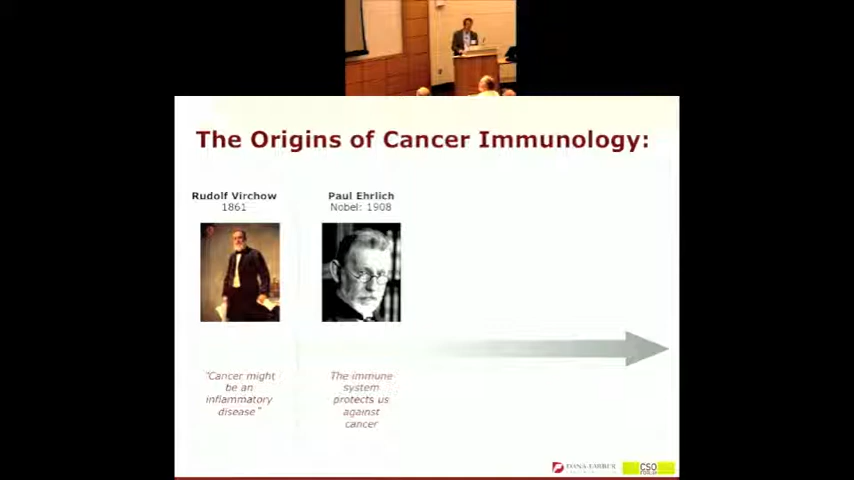 The Origins of Cancer Immunology:
Rudolf Virchow
1861
Paul Ehrlich
Nobel: 1908
"Cancer might
be an
inflammatory
disease"
The immune
system
protects us
against
cancer
DANA-FARBER
CSO